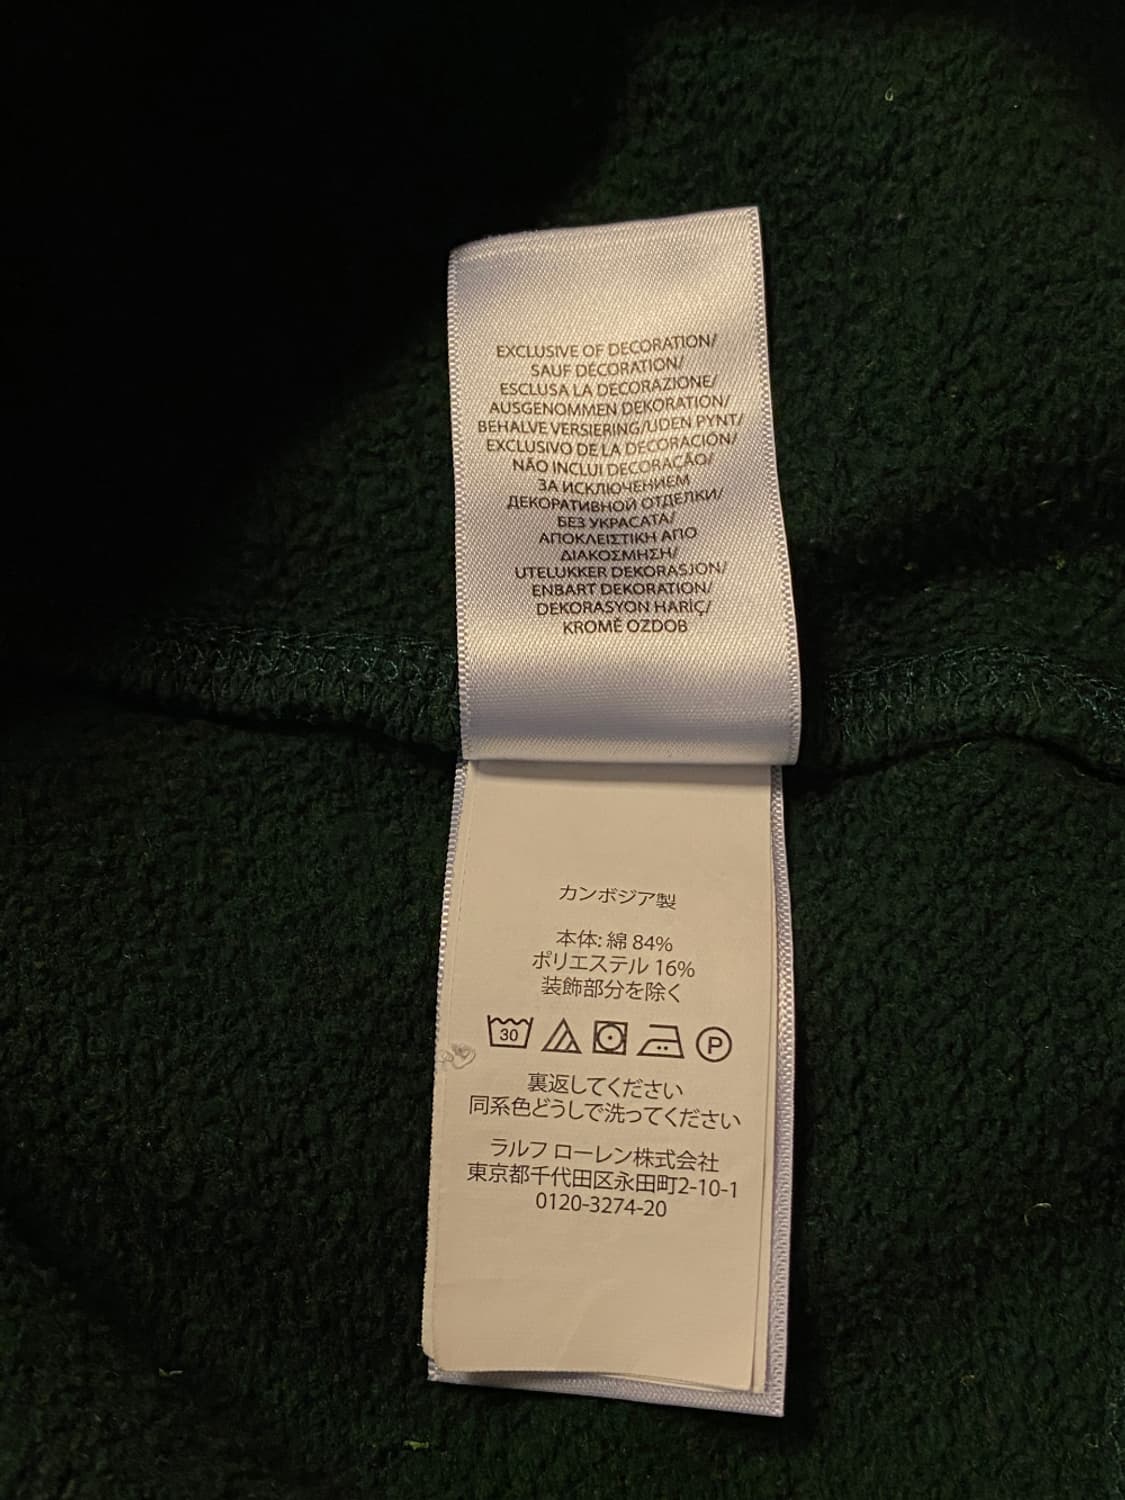 EXCLUSIVE OF DECORATION/
SAUF DÉCORATION/
ESCLUSA LA DECORAZIONE/
AUSGENOMMEN DEKORATION/
BEHALVE VERSIERING/UDEN PYNT/
EXCLUSIVO DE LA DECORACIÓN/
NÃO INCLUI DECORAÇÃO/
ЗА ИСКЛЮЧЕНИЕМ
ДЕКОРАТИВНОЙ ОТДЕЛКИ/
БЕЗ УКРАСАТА/
ΑΠΟΚΛΕΙΣΤΙΚΗ ΑΠΟ
ΔΙΑΚΟΣΜΗΣΗ/
UTELUKKER DEKORASJON/
ENBART DEKORATION/
DEKORASYON HARİÇ/
KROMĚ OZDOB
カンボジア製
本体: 綿 84%
ポリエステル 16%
装飾部分を除く
30 P
裏返してください
同系色どうしで洗ってください
ラルフ ローレン株式会社
東京都千代田区永田町2-10-1
0120-3274-20